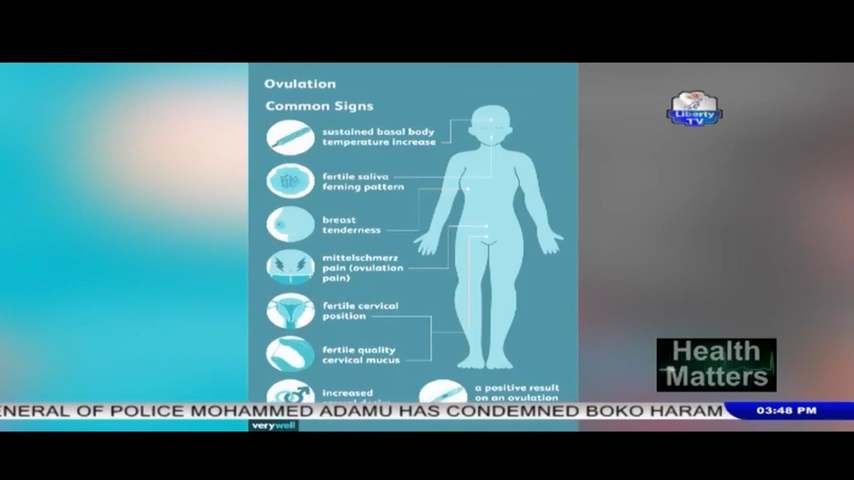 Ovulation
Common Signs
sustained basal body
temperature increase
fertile saliva
ferning pattern
breast
tenderness
mittelschmerz
pain (ovulation
pain)
fertile cervical
position
fertile quality
cervical mucus
increased
a positive result
on an ovulation
Liberty
TV
Health
Matters
ENERAL OF POLICE MOHAMMED ADAMU HAS CONDEMNED BOKO HARAM
03:48 PM
verywell